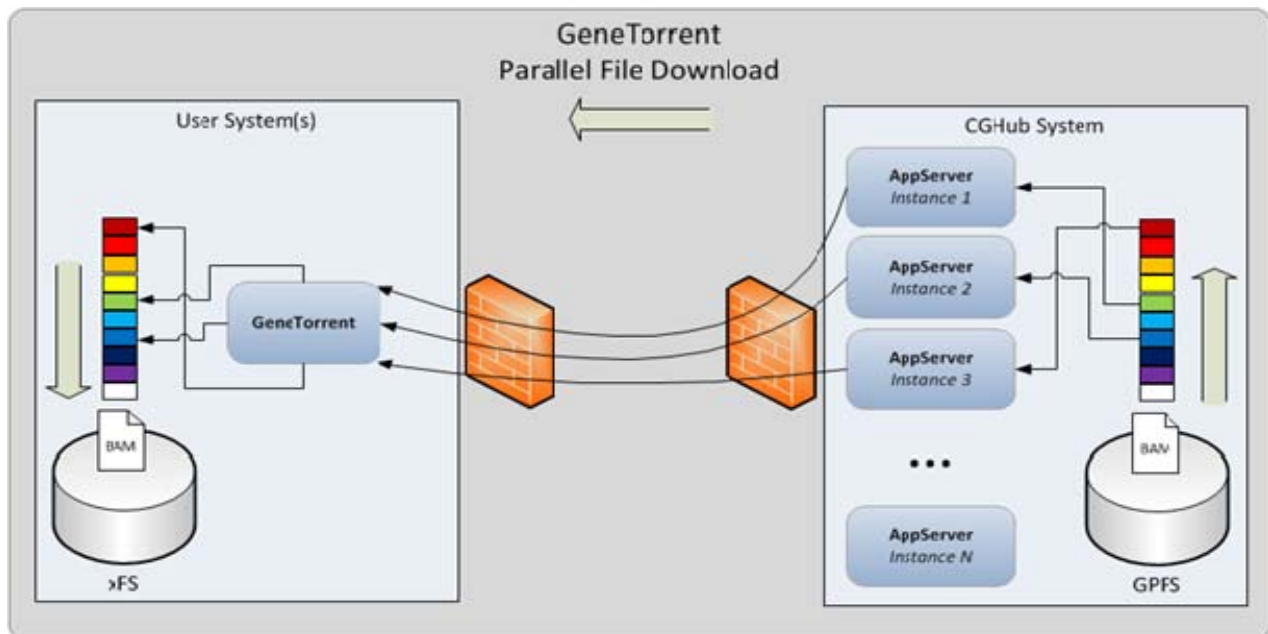 GeneTorrent
Parallel File Download
User System(s)
GeneTorrent
BAM
xFS
CGHub System
AppServer
Instance 1
AppServer
Instance 2
AppServer
Instance 3
...
AppServer
Instance N
BAM
GPFS